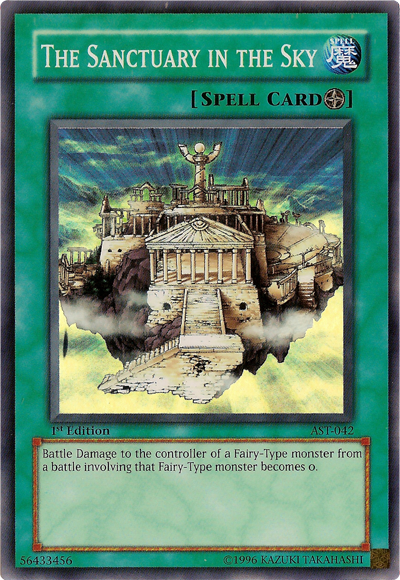 THE SANCTUARY IN THE SKY
SPELL
魔
[SPELL CARD]
1st Edition
AST-042
Battle Damage to the controller of a Fairy-Type monster from
a battle involving that Fairy-Type monster becomes 0.
56433456
©1996 KAZUKI TAKAHASHI